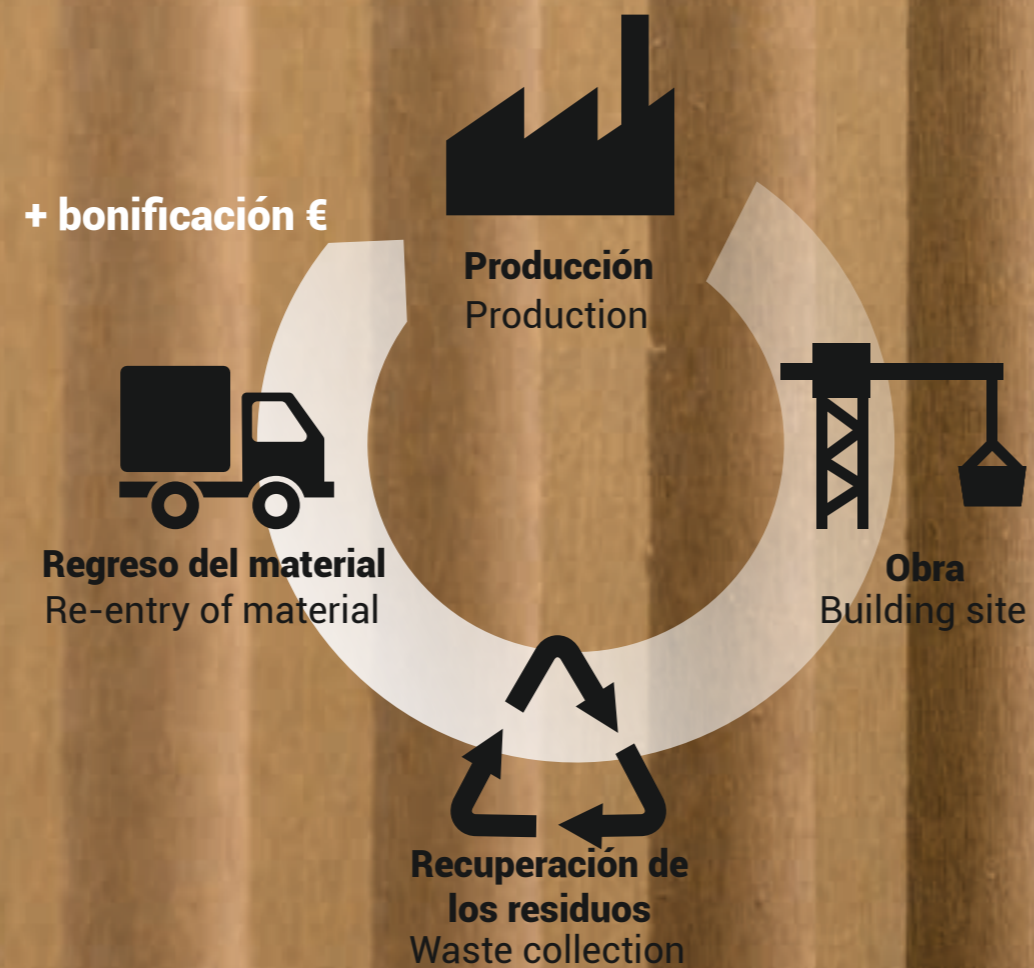 + bonificación €
Producción
Production
Regreso del material
Re-entry of material
Obra
Building site
Recuperación de
los residuos
Waste collection